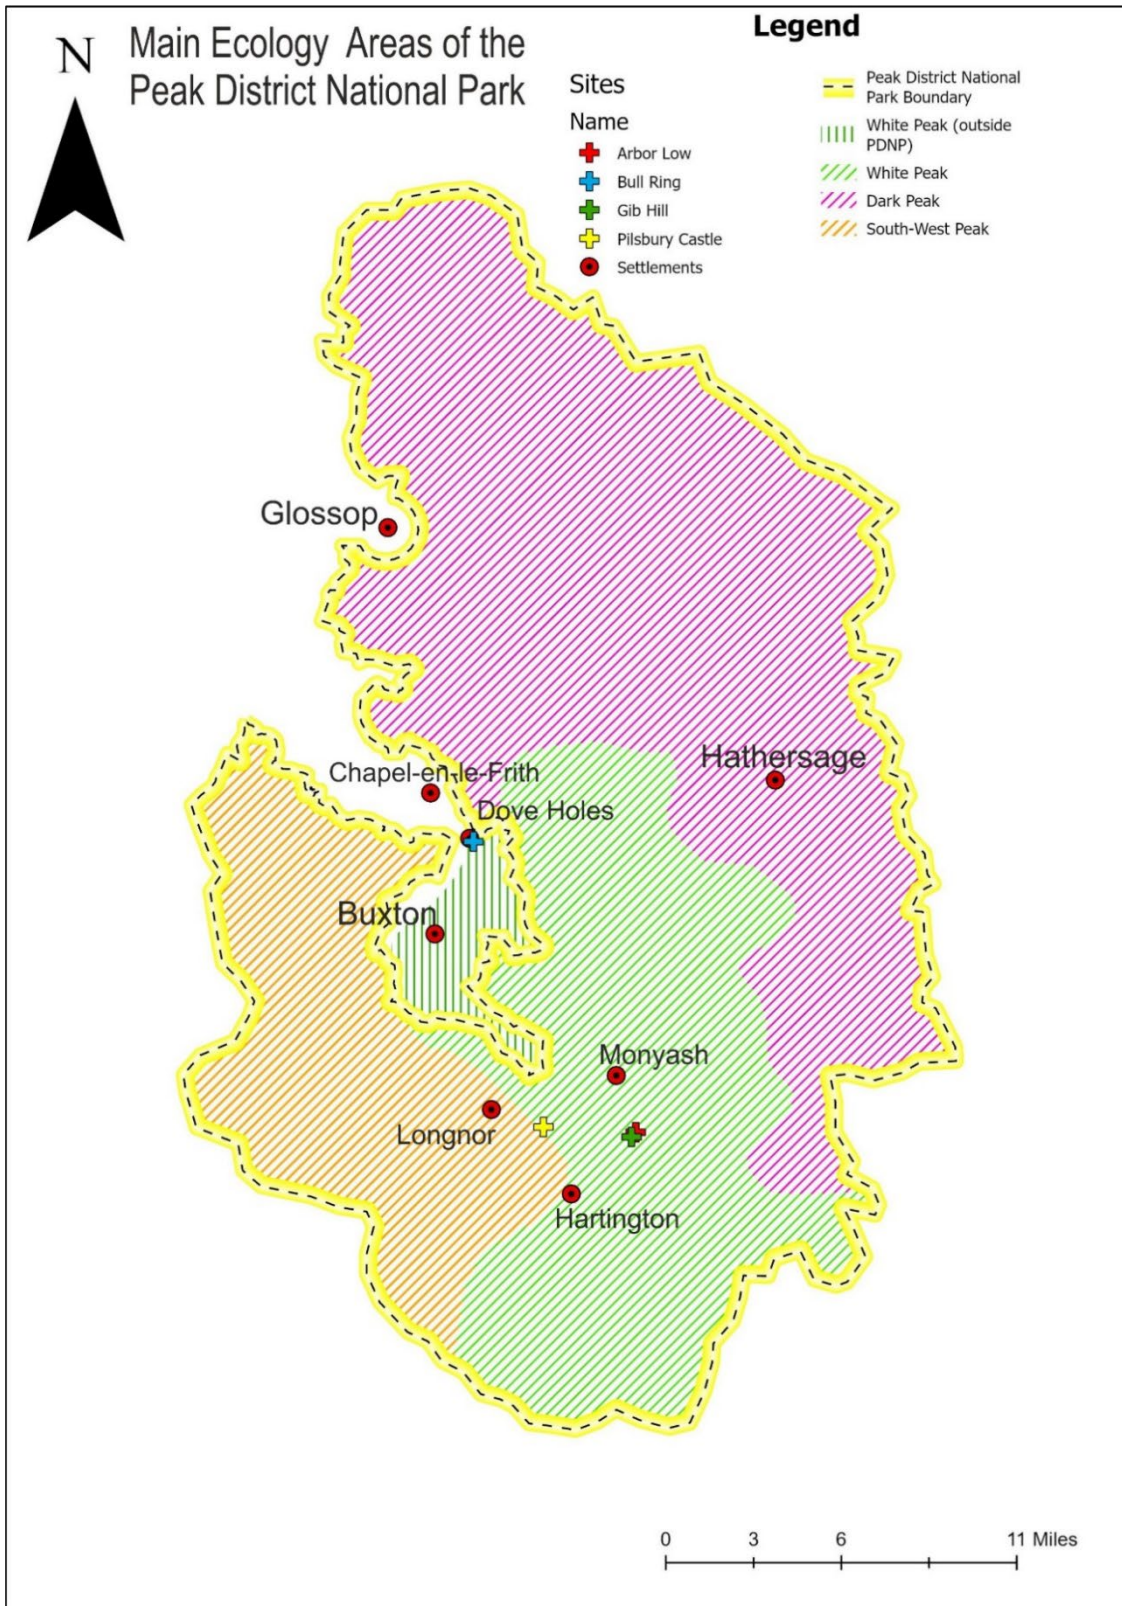 N
Main Ecology Areas of the
Peak District National Park
Legend
Sites
Name
Arbor Low
Bull Ring
Gib Hill
Pilsbury Castle
Settlements
Peak District National
Park Boundary
White Peak (outside
PDNP)
White Peak
Dark Peak
South-West Peak
Glossop
Hathersage
Chapel-en-le-Frith
Dove Holes
Buxton
Monyash
Longnor
Hartington
0 3 6 11 Miles